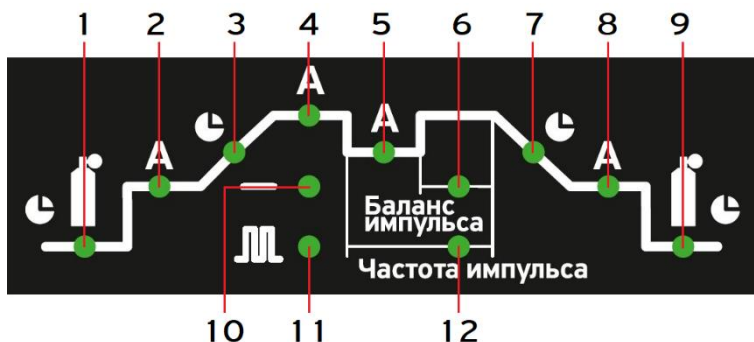 1 2 3 4 5 6 7 8 9
A
A
A
A
Баланс
импульса
Частота импульса
10 11 12